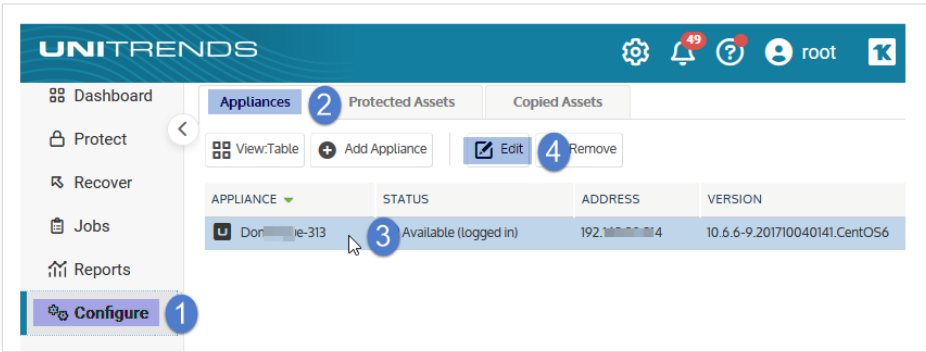 UNITRENDS
49
?
root
Dashboard
Protect
Recover
Jobs
Reports
Configure
1
Appliances
2
Protected Assets
Copied Assets
View:Table
Add Appliance
Edit
4
Remove
APPLIANCE
STATUS
ADDRESS
VERSION
U
3
Available (logged in)
10.6.6-9.201710040141.CentOS6